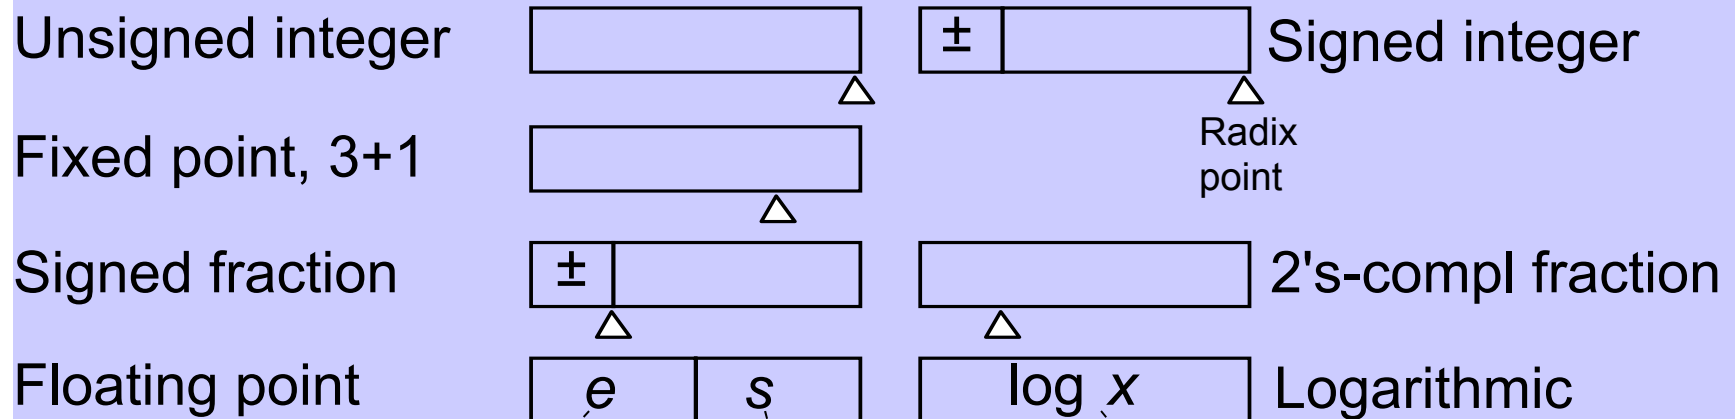 Unsigned integer ± Signed integer
Radix
point
Fixed point, 3+1
Signed fraction ± 2's-compl fraction
Floating point e s log x Logarithmic